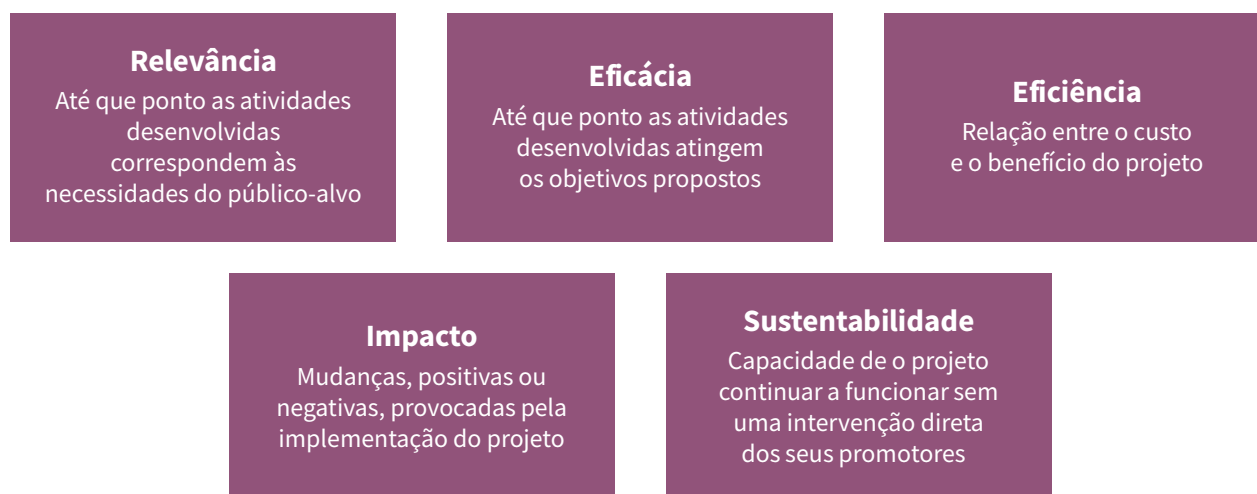 Relevância
Até que ponto as atividades
desenvolvidas
correspondem às
necessidades do público-alvo
Eficácia
Até que ponto as atividades
desenvolvidas atingem
os objetivos propostos
Eficiência
Relação entre o custo
e o benefício do projeto
Impacto
Mudanças, positivas ou
negativas, provocadas pela
implementação do projeto
Sustentabilidade
Capacidade de o projeto
continuar a funcionar sem
uma intervenção direta
dos seus promotores